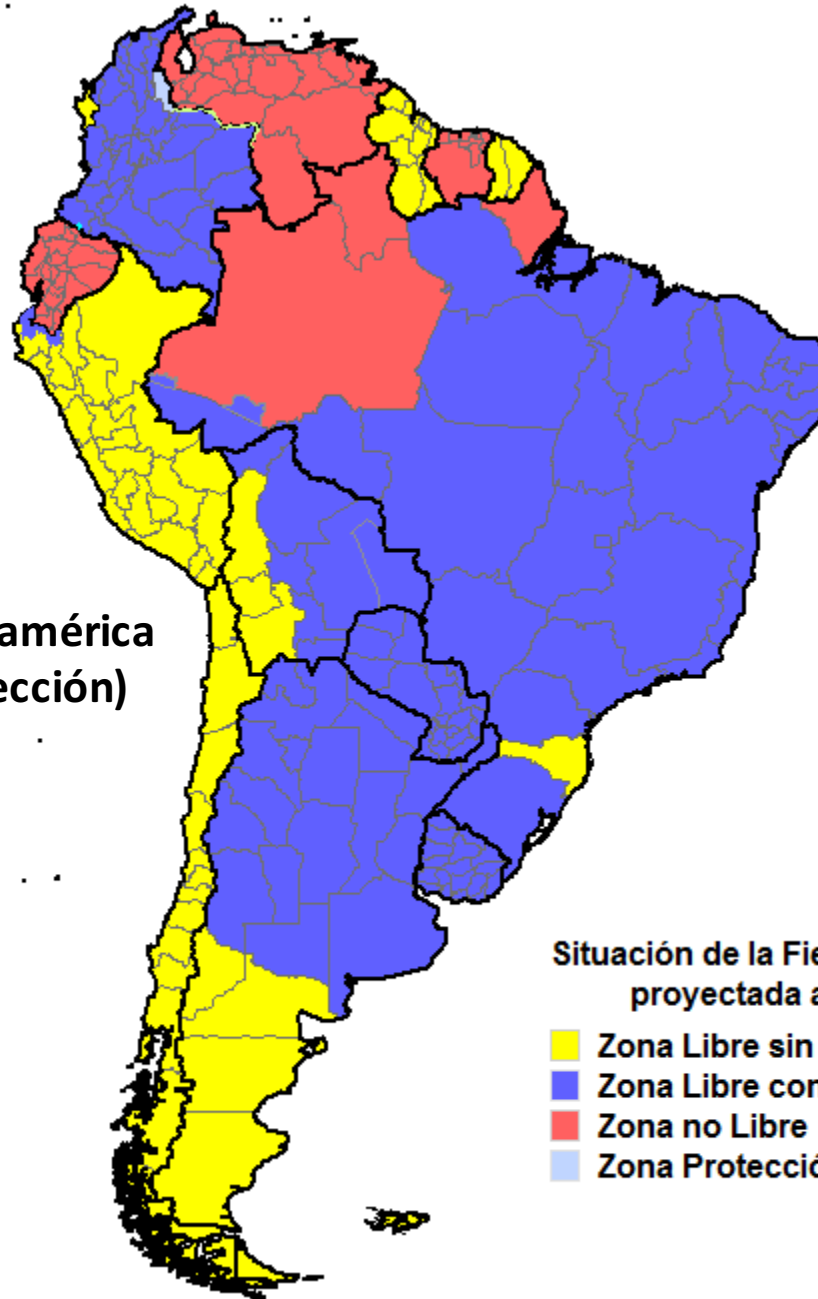 américa
ección)
Situación de la Fie
proyectada a
Zona Libre sin
Zona Libre con
Zona no Libre
Zona Protecció